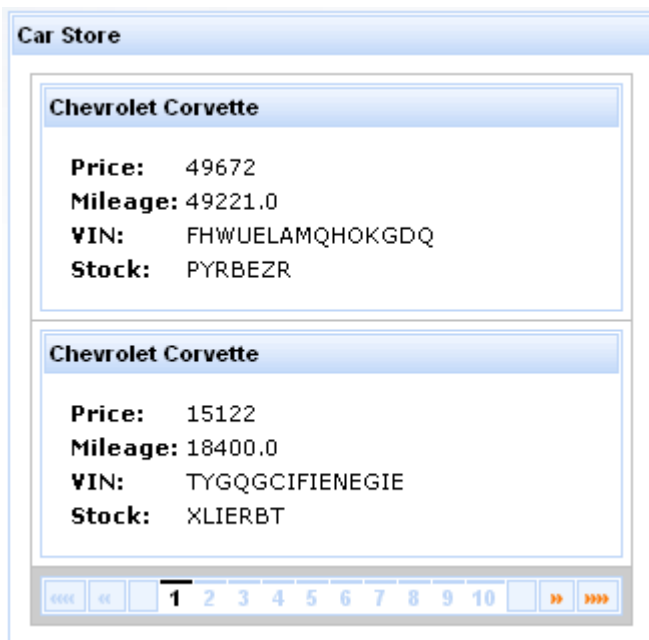 Car Store
Chevrolet Corvette
Price: 49672
Mileage: 49221.0
VIN: FHWUELAMQHOKGDQ
Stock: PYRBEZR
Chevrolet Corvette
Price: 15122
Mileage: 18400.0
VIN: TYGQGCIFIENEGIE
Stock: XLIERBT
«« « 1 2 3 4 5 6 7 8 9 10 » »»